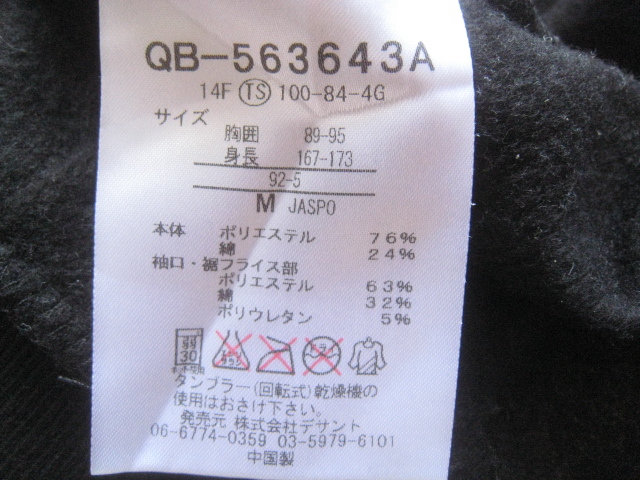 QB-563643A
14F TS 100-84-4G
サイズ
胸囲 89-95
身長 167-173
92-5
M JASPO
本体 ポリエステル 76%
綿 24%
袖口・裾フライス部
ポリエステル 63%
綿 32%
ポリウレタン 5%
弱 30 ドライ
タンブラー(回転式)乾燥機の
使用はおさけ下さい。
発売元 株式会社デサント
06-6774-0359 03-5979-6101
中国製